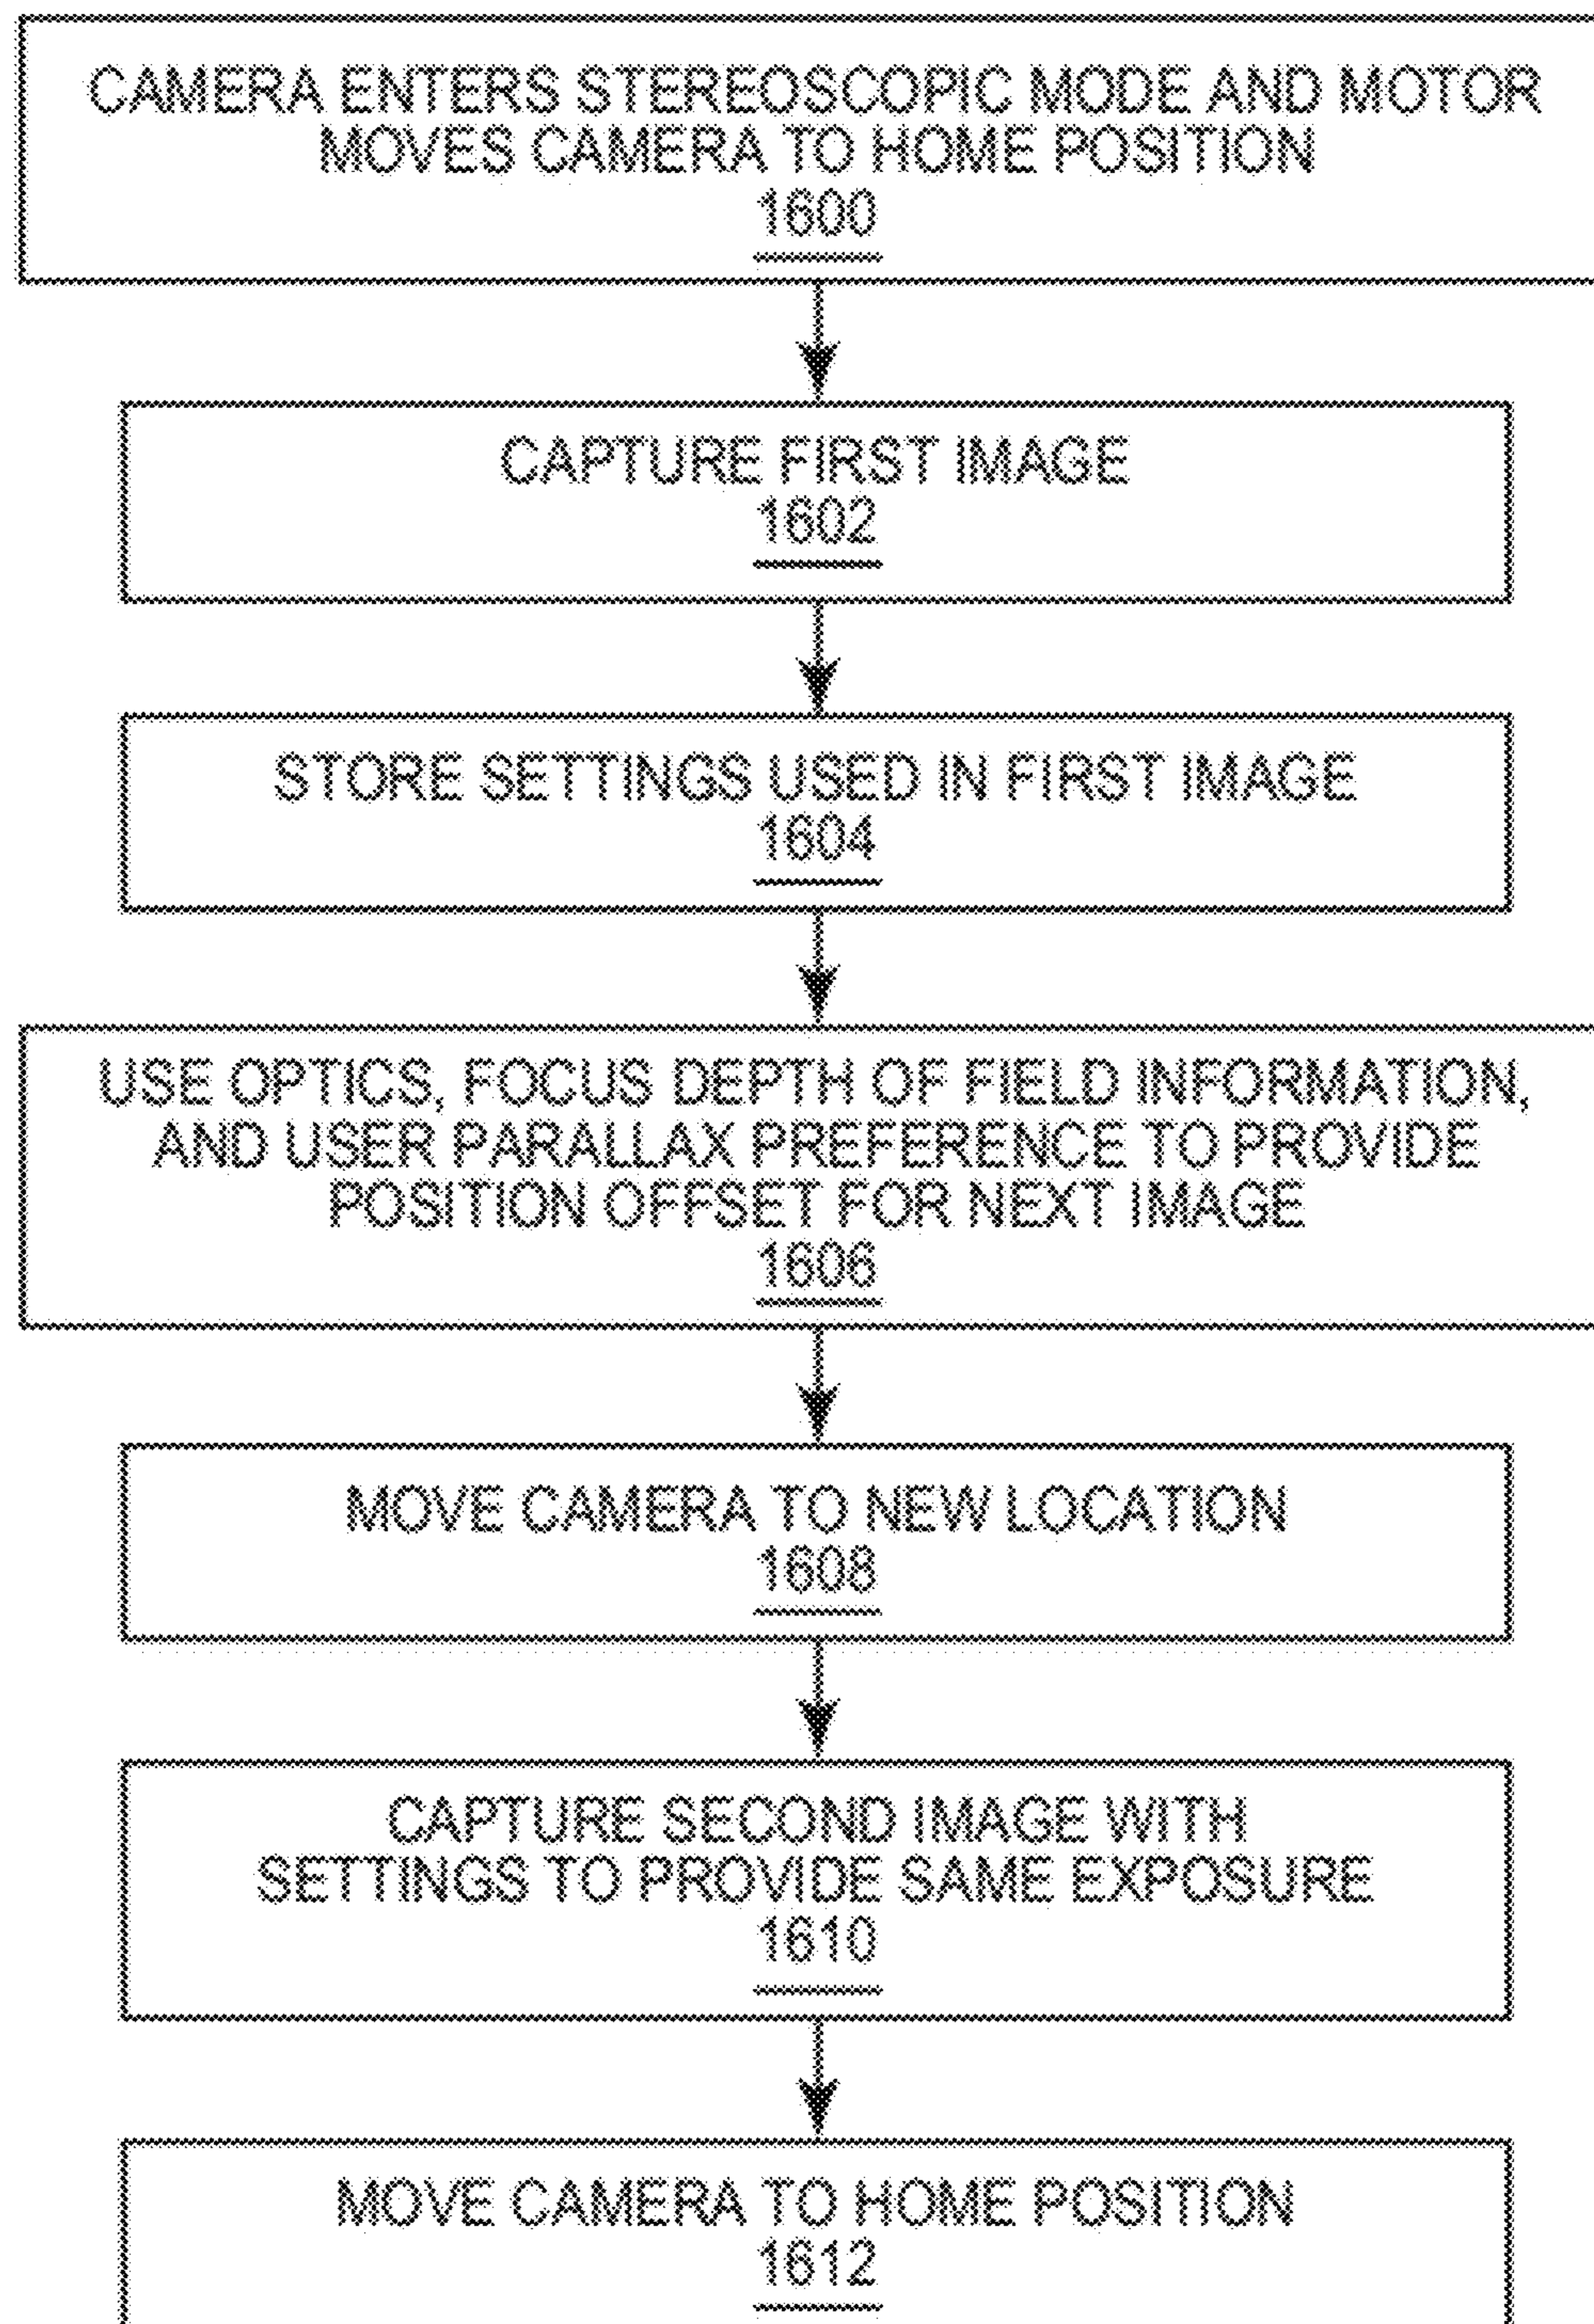 CAMERA ENTERS STEREOSCOPIC MODE AND MOTOR
MOVES CAMERA TO HOME POSITION
1600
CAPTURE FIRST IMAGE
1602
STORE SETTINGS USED IN FIRST IMAGE
1604
USE OPTICS, FOCUS DEPTH OF FIELD INFORMATION,
AND USER PARALLAX PREFERENCE TO PROVIDE
POSITION OFFSET FOR NEXT IMAGE
1606
MOVE CAMERA TO NEW LOCATION
1608
CAPTURE SECOND IMAGE WITH
SETTINGS TO PROVIDE SAME EXPOSURE
1610
MOVE CAMERA TO HOME POSITION
1612